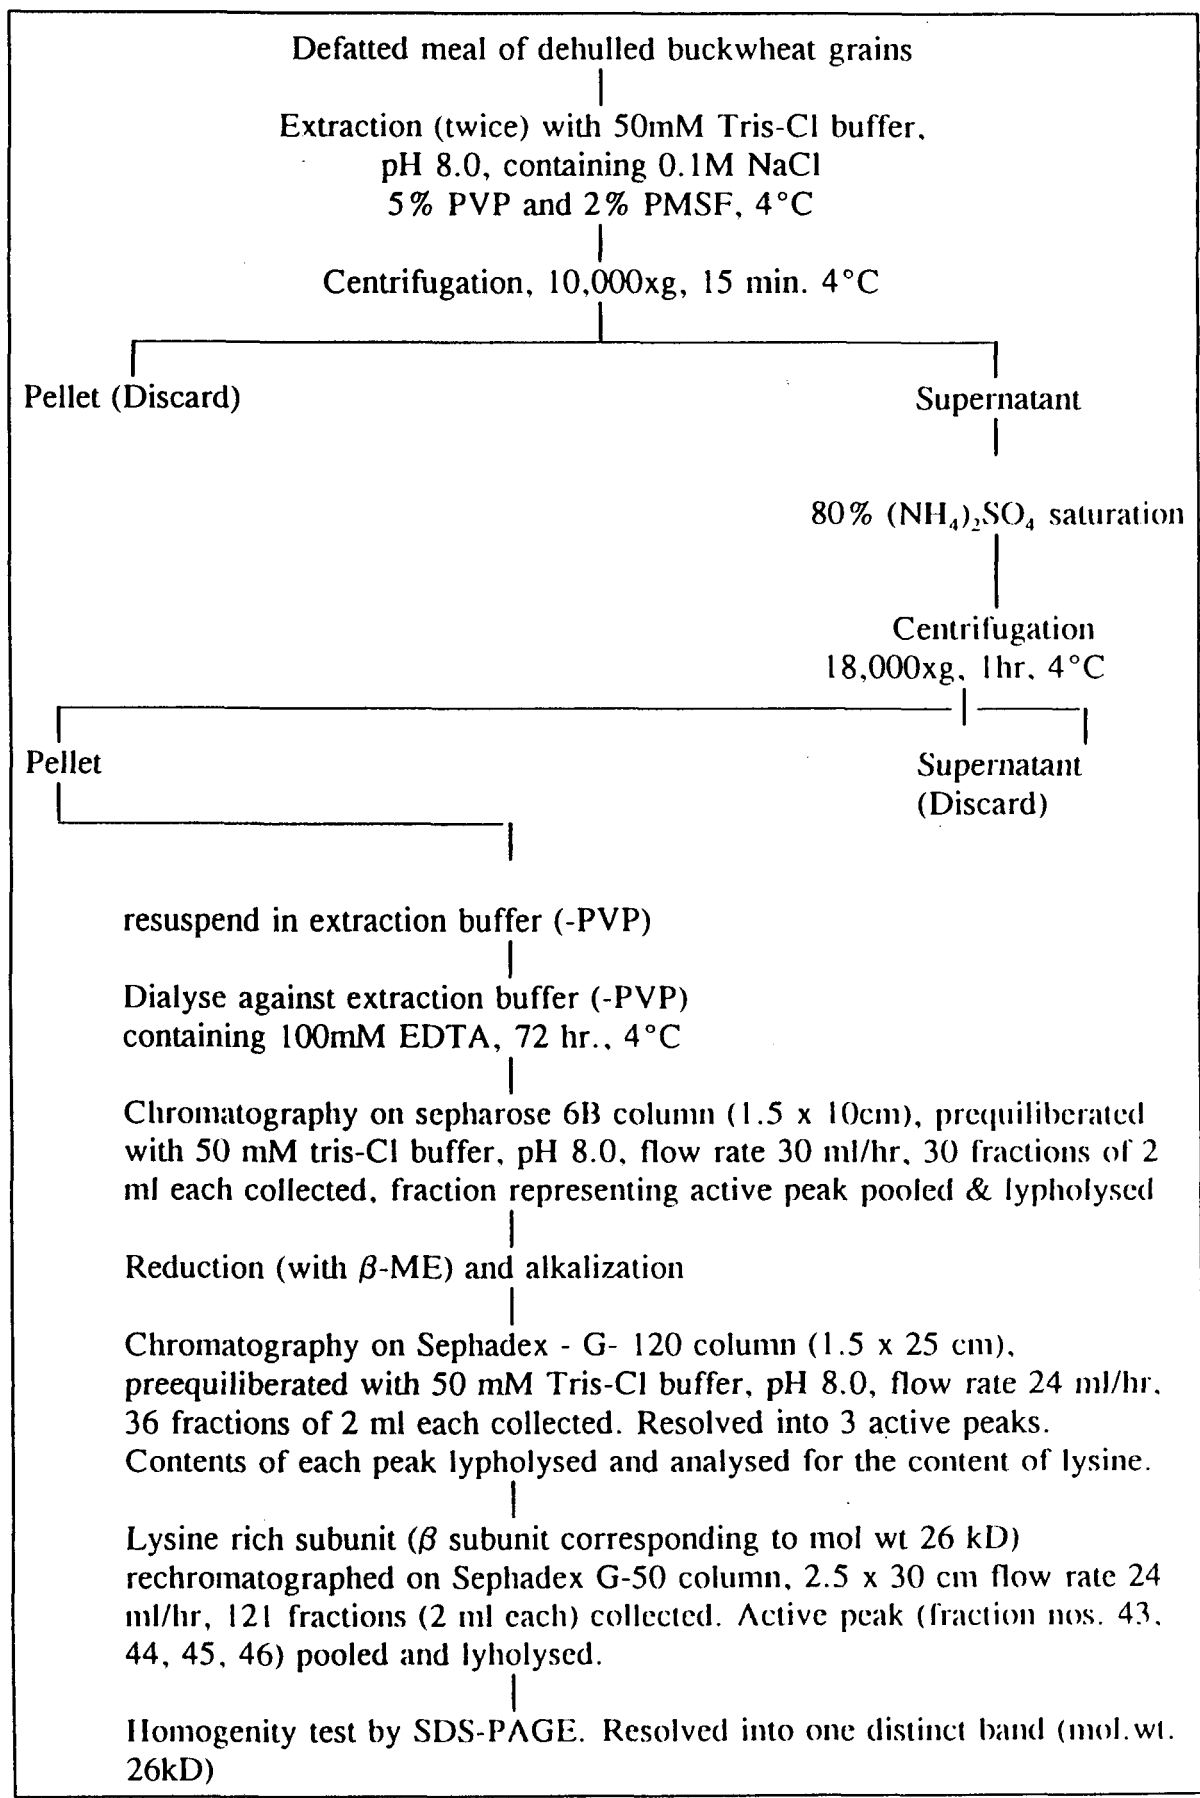 Defatted meal of dehulled buckwheat grains
Extraction (twice) with 50mM Tris-Cl buffer,
pH 8.0, containing 0.1M NaCl
5% PVP and 2% PMSF, 4°C
Centrifugation, 10,000xg, 15 min. 4°C
Pellet (Discard)
Supernatant
80% (NH₄)₂SO₄ saturation
Centrifugation
18,000xg, 1hr, 4°C
Pellet
Supernatant
(Discard)
resuspend in extraction buffer (-PVP)
Dialyse against extraction buffer (-PVP)
containing 100mM EDTA, 72 hr., 4°C
Chromatography on sepharose 6B column (1.5 x 10cm), prequiliberated
with 50 mM tris-Cl buffer, pH 8.0, flow rate 30 ml/hr, 30 fractions of 2
ml each collected, fraction representing active peak pooled & lypholysed
Reduction (with β-ME) and alkalization
Chromatography on Sephadex - G- 120 column (1.5 x 25 cm),
preequiliberated with 50 mM Tris-Cl buffer, pH 8.0, flow rate 24 ml/hr,
36 fractions of 2 ml each collected. Resolved into 3 active peaks.
Contents of each peak lypholysed and analysed for the content of lysine.
Lysine rich subunit (β subunit corresponding to mol wt 26 kD)
rechromatographed on Sephadex G-50 column, 2.5 x 30 cm flow rate 24
ml/hr, 121 fractions (2 ml each) collected. Active peak (fraction nos. 43,
44, 45, 46) pooled and lyholysed.
Homogenity test by SDS-PAGE. Resolved into one distinct band (mol.wt.
26kD)